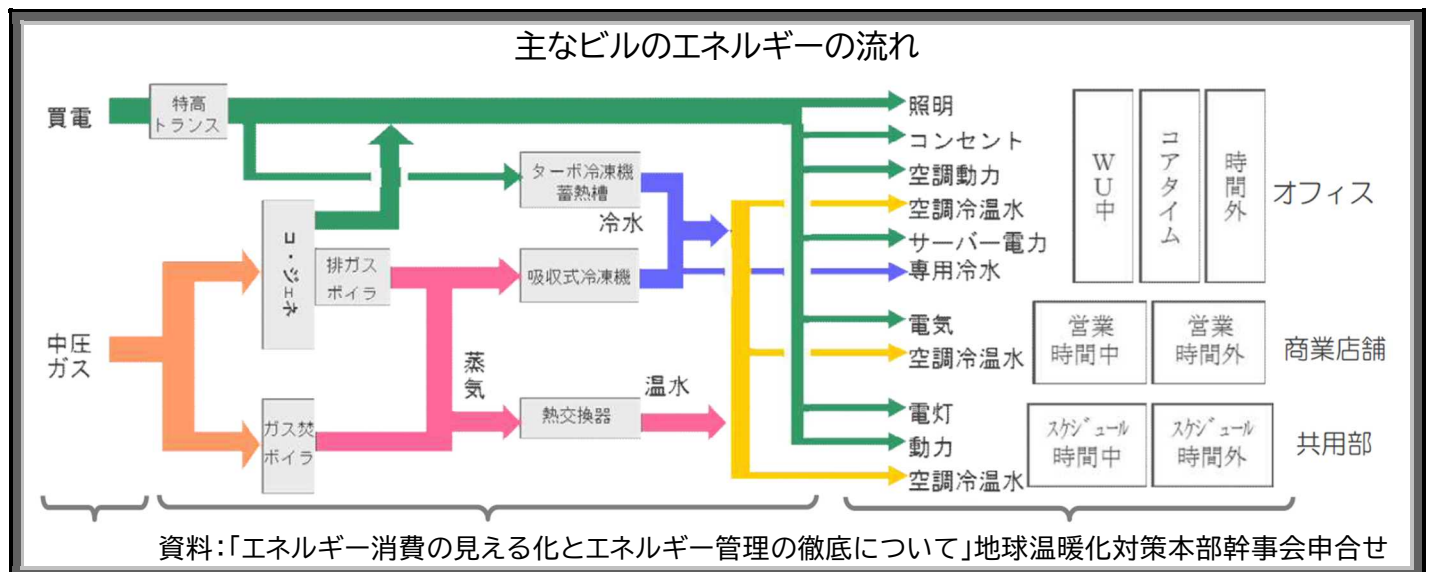 主なビルのエネルギーの流れ
買電
特高
トランス
ターボ冷凍機
蓄熱槽
冷水
コ・ジェネ
排ガス
ボイラ
吸収式冷凍機
中圧
ガス
蒸気
温水
ガス焚
ボイラ
熱交換器
照明
コンセント
空調動力
空調冷温水
サーバー電力
専用冷水
WU中
コアタイム
時間外
オフィス
電気
空調冷温水
営業
時間中
営業
時間外
商業店舗
電灯
動力
空調冷温水
スケジュール
時間中
スケジュール
時間外
共用部
資料:「エネルギー消費の見える化とエネルギー管理の徹底について」地球温暖化対策本部幹事会申合せ